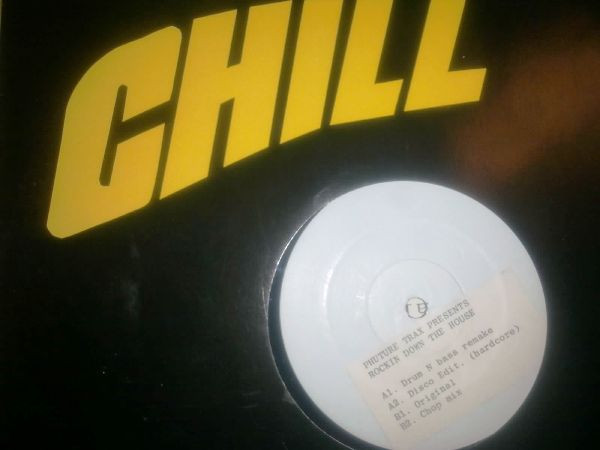 CHILL
PHUTURE TRAX PRESENTS
ROCKIN DOWN THE HOUSE
A1. Drum N bass remake
A2. Disco Edit. (hardcore)
B1. Original
B2. Chop mix